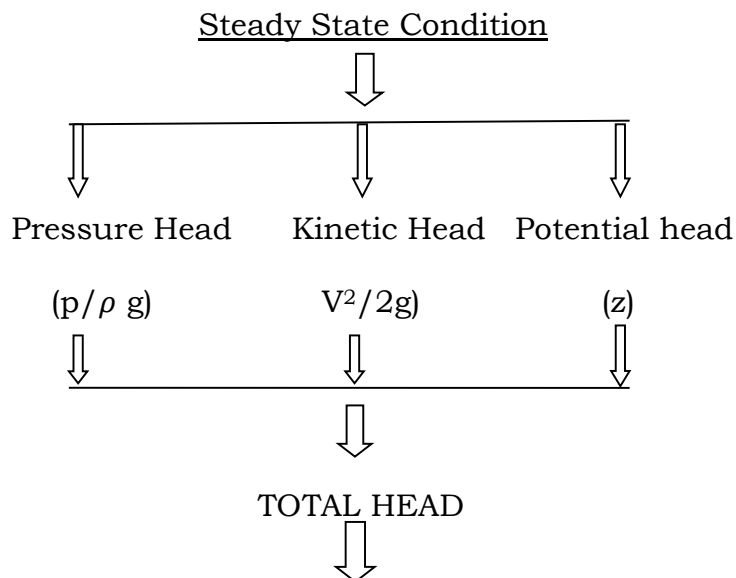 Steady State Condition
Pressure Head Kinetic Head Potential head
(p/ρ g) V²/2g) (z)
TOTAL HEAD